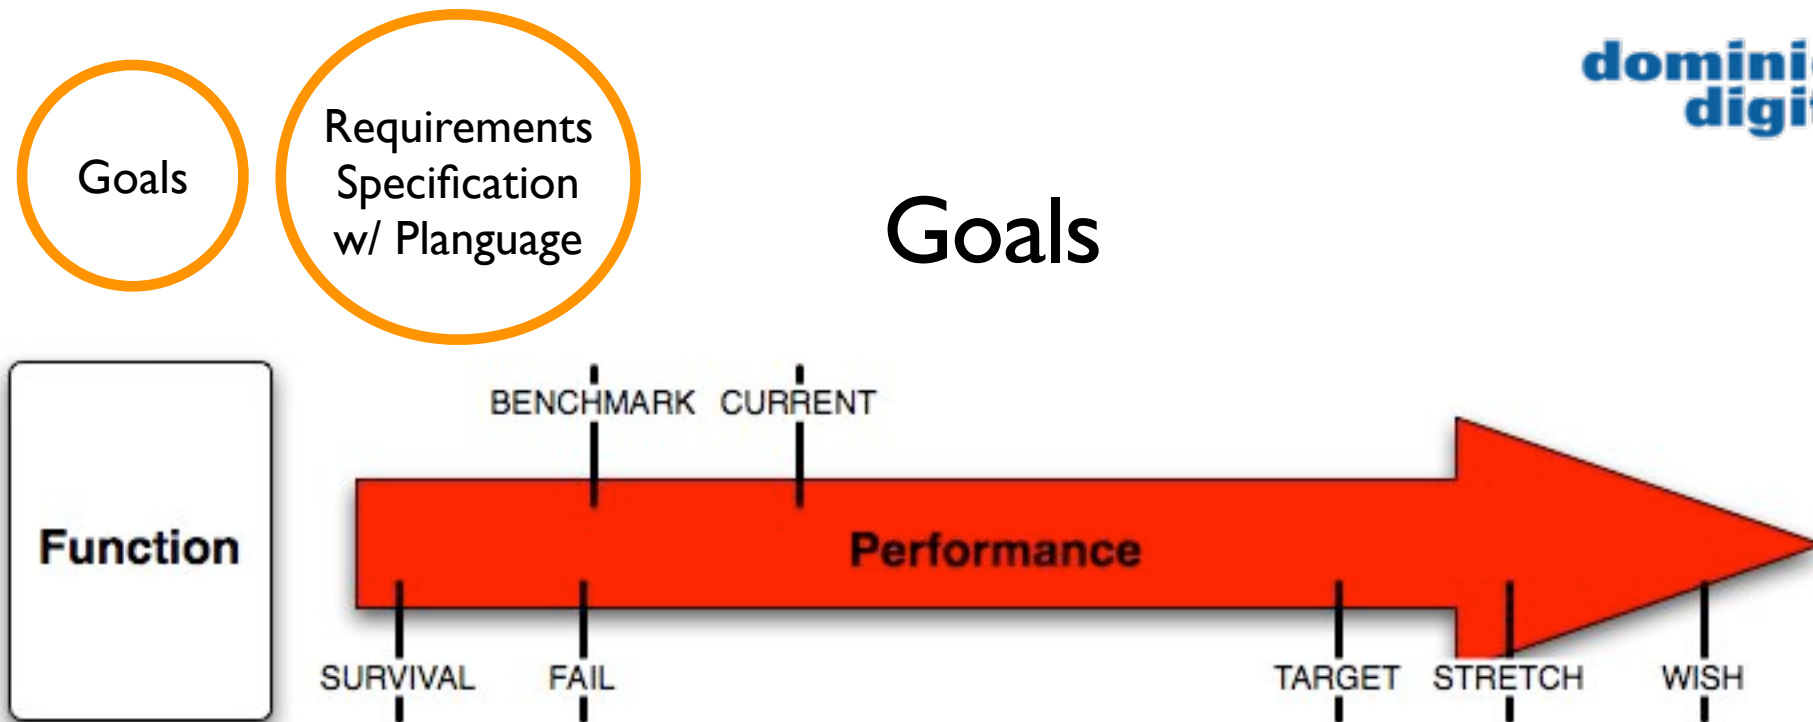 Goals
Requirements
Specification
w/ Planguage
Goals
BENCHMARK CURRENT
Function
Performance
SURVIVAL FAIL TARGET STRETCH WISH